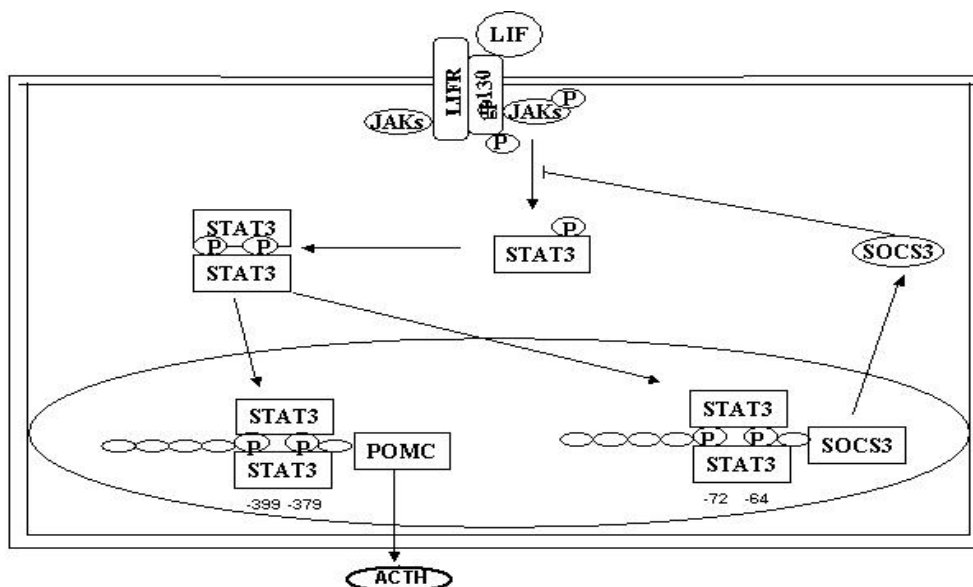 LIF
LIFR
gp130
JAKs
JAKs
P
P
P
STAT3
STAT3
P
P
STAT3
STAT3
SOCS3
STAT3
P
P
STAT3
POMC
-399 -379
STAT3
P
P
STAT3
SOCS3
-72 -64
ACTH